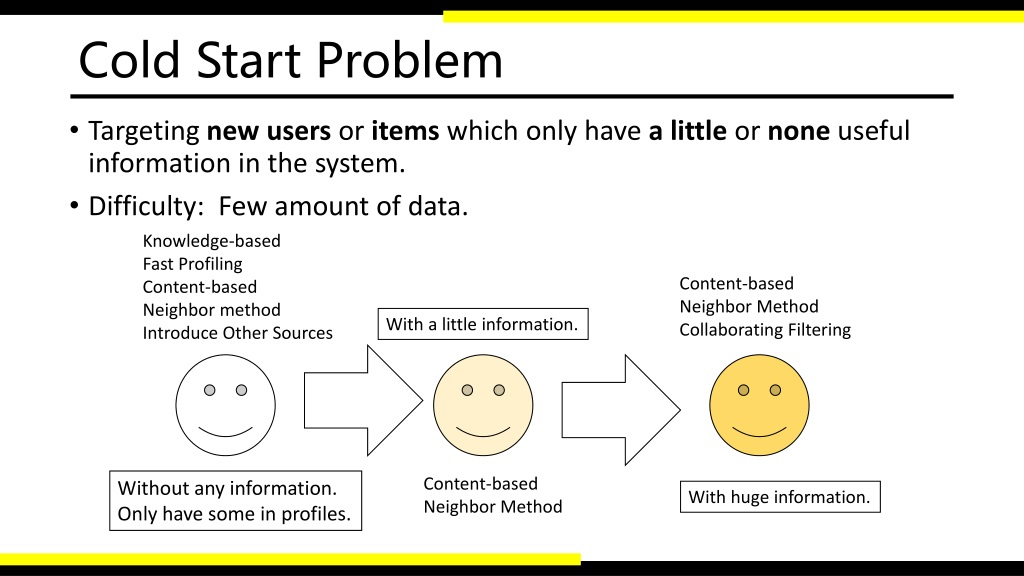 Cold Start Problem
• Targeting new users or items which only have a little or none useful
information in the system.
• Difficulty:  Few amount of data.
Knowledge-based
Fast Profiling
Content-based
Neighbor method
Introduce Other Sources
Without any information.
Only have some in profiles.
With a little information.
Content-based
Neighbor Method
Content-based
Neighbor Method
Collaborating Filtering
With huge information.